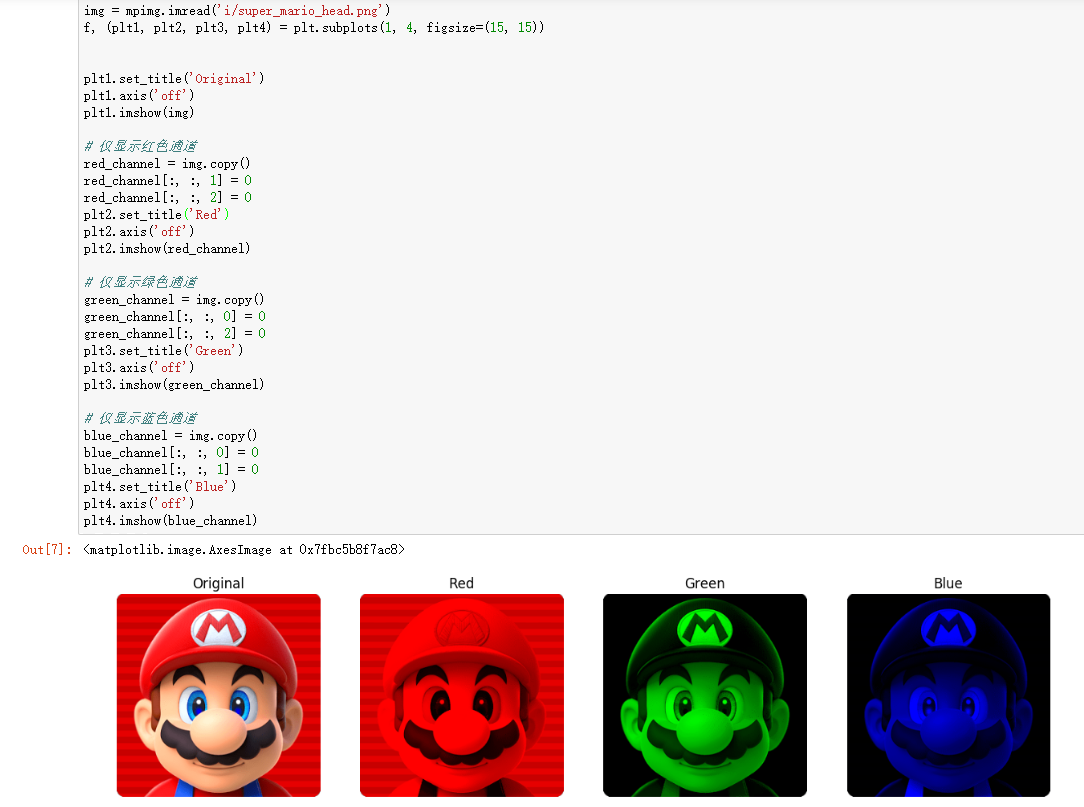 img = mpimg.imread('i/super_mario_head.png')
f, (plt1, plt2, plt3, plt4) = plt.subplots(1, 4, figsize=(15, 15))
plt1.set_title('Original')
plt1.axis('off')
plt1.imshow(img)
# 仅显示红色通道
red_channel = img.copy()
red_channel[:, :, 1] = 0
red_channel[:, :, 2] = 0
plt2.set_title('Red')
plt2.axis('off')
plt2.imshow(red_channel)
# 仅显示绿色通道
green_channel = img.copy()
green_channel[:, :, 0] = 0
green_channel[:, :, 2] = 0
plt3.set_title('Green')
plt3.axis('off')
plt3.imshow(green_channel)
# 仅显示蓝色通道
blue_channel = img.copy()
blue_channel[:, :, 0] = 0
blue_channel[:, :, 1] = 0
plt4.set_title('Blue')
plt4.axis('off')
plt4.imshow(blue_channel)
Out[7]: <matplotlib.image.AxesImage at 0x7fbc5b8f7ac8>
Original Red Green Blue
M M M M